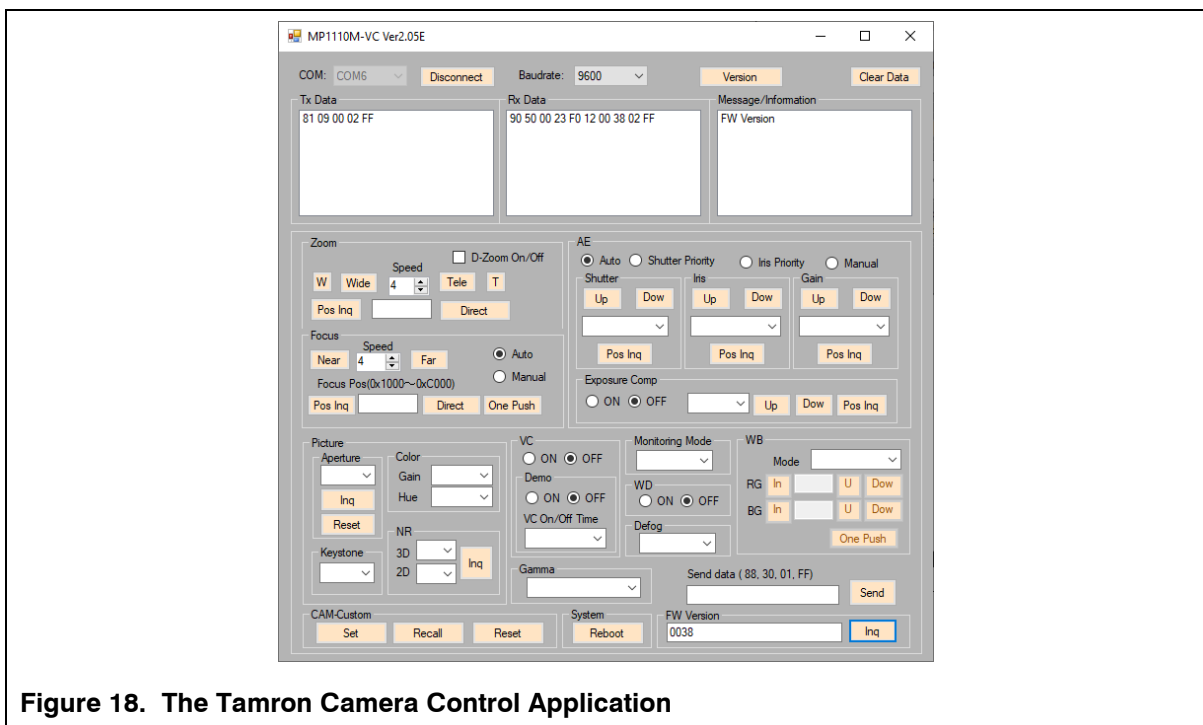 MP1110M-VC Ver2.05E
COM: COM6 Disconnect Baudrate: 9600 Version Clear Data
Tx Data Rx Data Message/Information
81 09 00 02 FF 90 50 00 23 F0 12 00 38 02 FF FW Version
Zoom
D-Zoom On/Off
Speed
W Wide 4 Tele T
Pos Inq Direct
AE
Auto Shutter Priority Iris Priority Manual
Shutter Iris Gain
Up Dow Up Dow Up Dow
Pos Inq Pos Inq Pos Inq
Focus
Speed
Near 4 Far Auto
Manual
Focus Pos(0x1000~0xC000)
Pos Inq Direct One Push
Exposure Comp
ON OFF Up Dow Pos Inq
Picture
Aperture
Inq
Reset
Color
Gain
Hue
NR
3D
2D
Inq
Keystone
VC
ON OFF
Demo
ON OFF
VC On/Off Time
Monitoring Mode
WD
ON OFF
Defog
WB
Mode
RG In U Dow
BG In U Dow
One Push
Gamma
Send data ( 88, 30, 01, FF)
Send
CAM-Custom
Set Recall Reset
System
Reboot
FW Version
0038 Inq
Figure 18. The Tamron Camera Control Application